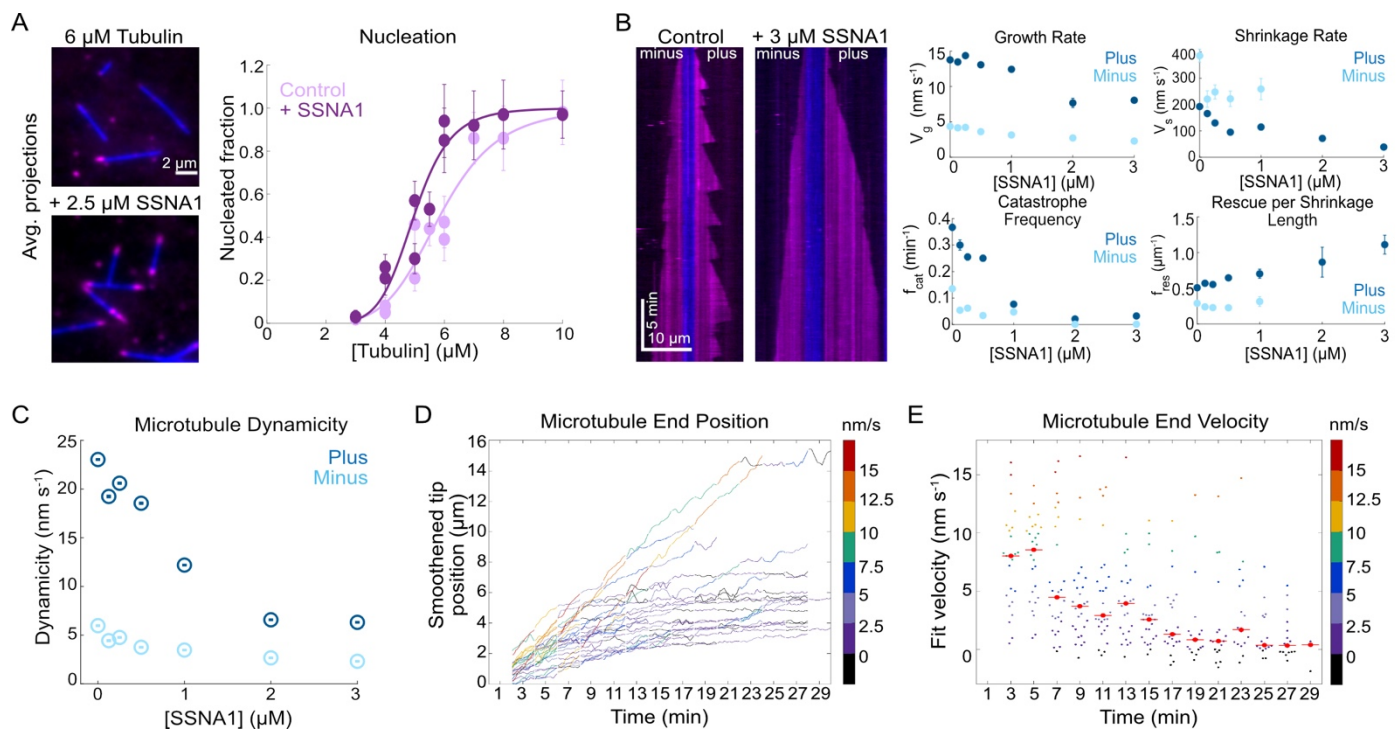 A
6 µM Tubulin
2 µm
+ 2.5 µM SSNA1
Avg. projections
Nucleation
Control
+ SSNA1
Nucleated fraction
1.2
1.0
0.8
0.6
0.4
0.2
0
0 2 4 6 8 10
[Tubulin] (µM)
B
Control + 3 µM SSNA1
minus plus minus plus
5 min
10 µm
Growth Rate
Plus
Minus
Vg (nm s⁻¹)
15
10
5
0
0 1 2 3
[SSNA1] (µM)
Shrinkage Rate
Plus
Minus
Vs (nm s⁻¹)
400
300
200
100
0
0 1 2 3
[SSNA1] (µM)
Catastrophe
Frequency
Plus
Minus
fcat (min⁻¹)
0.4
0.3
0.2
0.1
0
0 1 2 3
[SSNA1] (µM)
Rescue per Shrinkage
Length
Plus
Minus
fres (µm⁻¹)
1.5
1.0
0.5
0
0 1 2 3
[SSNA1] (µM)
C
Microtubule Dynamicity
Plus
Minus
Dynamicity (nm s⁻¹)
25
20
15
10
5
0
0 1 2 3
[SSNA1] (µM)
D
Microtubule End Position
nm/s
15
12.5
10
7.5
5
2.5
0
Smoothened tip
position (µm)
16
14
12
10
8
6
4
2
0
1 3 5 7 9 11 13 15 17 19 21 23 25 27 29
Time (min)
E
Microtubule End Velocity
nm/s
15
12.5
10
7.5
5
2.5
0
Fit velocity (nm s⁻¹)
15
10
5
0
1 3 5 7 9 11 13 15 17 19 21 23 25 27 29
Time (min)